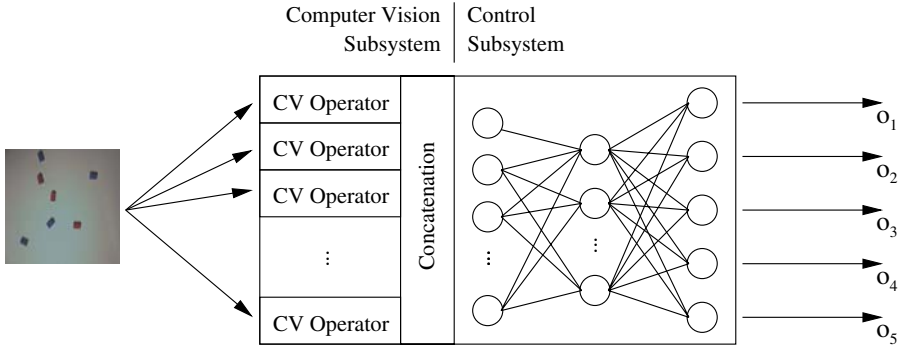 Computer Vision
Subsystem
Control
Subsystem
CV Operator
CV Operator
CV Operator
...
CV Operator
Concatenation
...
...
o1
o2
o3
o4
o5